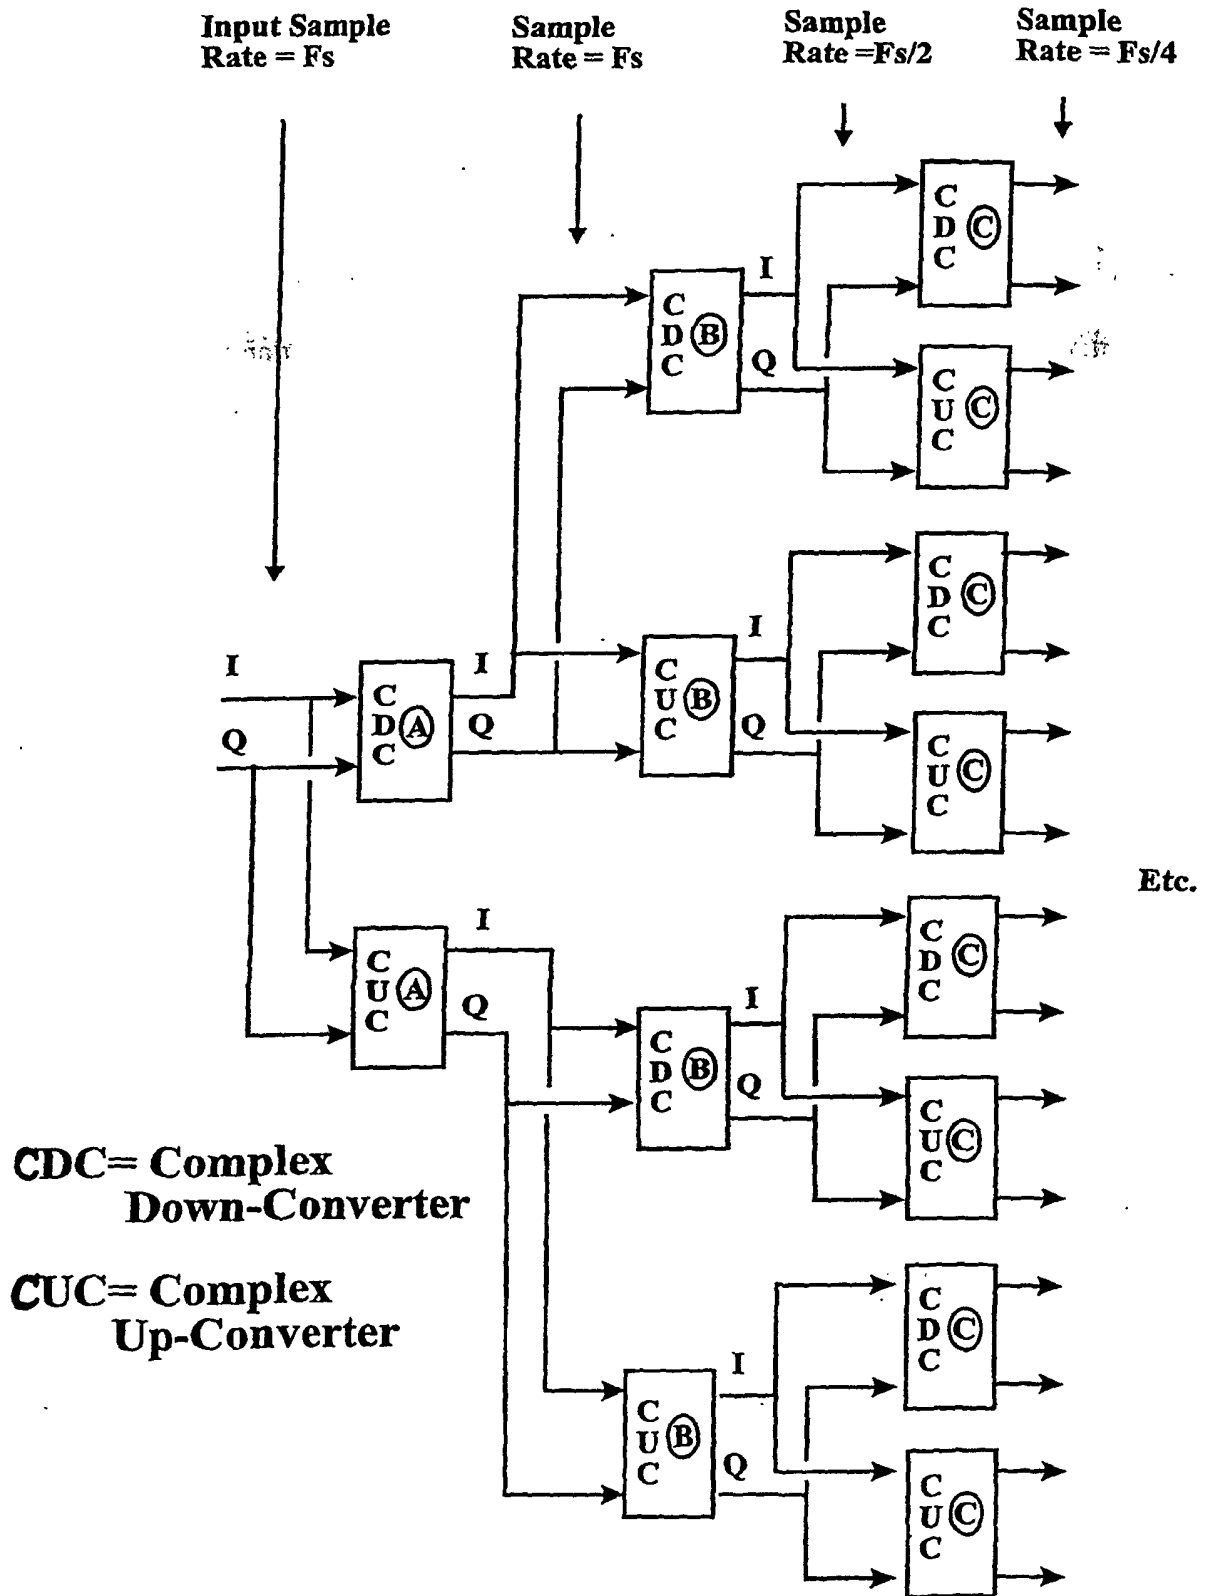 Input Sample
Rate = Fs
Sample
Rate = Fs
Sample
Rate =Fs/2
Sample
Rate = Fs/4
C
D
C
C
I
Q
C
D
C
B
C
U
C
C
C
D
C
C
I
Q
C
U
C
B
C
U
C
C
I
Q
C
D
C
A
I
Q
Etc.
C
U
C
A
I
Q
C
D
C
C
I
Q
C
D
C
B
C
U
C
C
CDC= Complex
Down-Converter
CUC= Complex
Up-Converter
C
D
C
C
I
Q
C
U
C
B
C
U
C
C